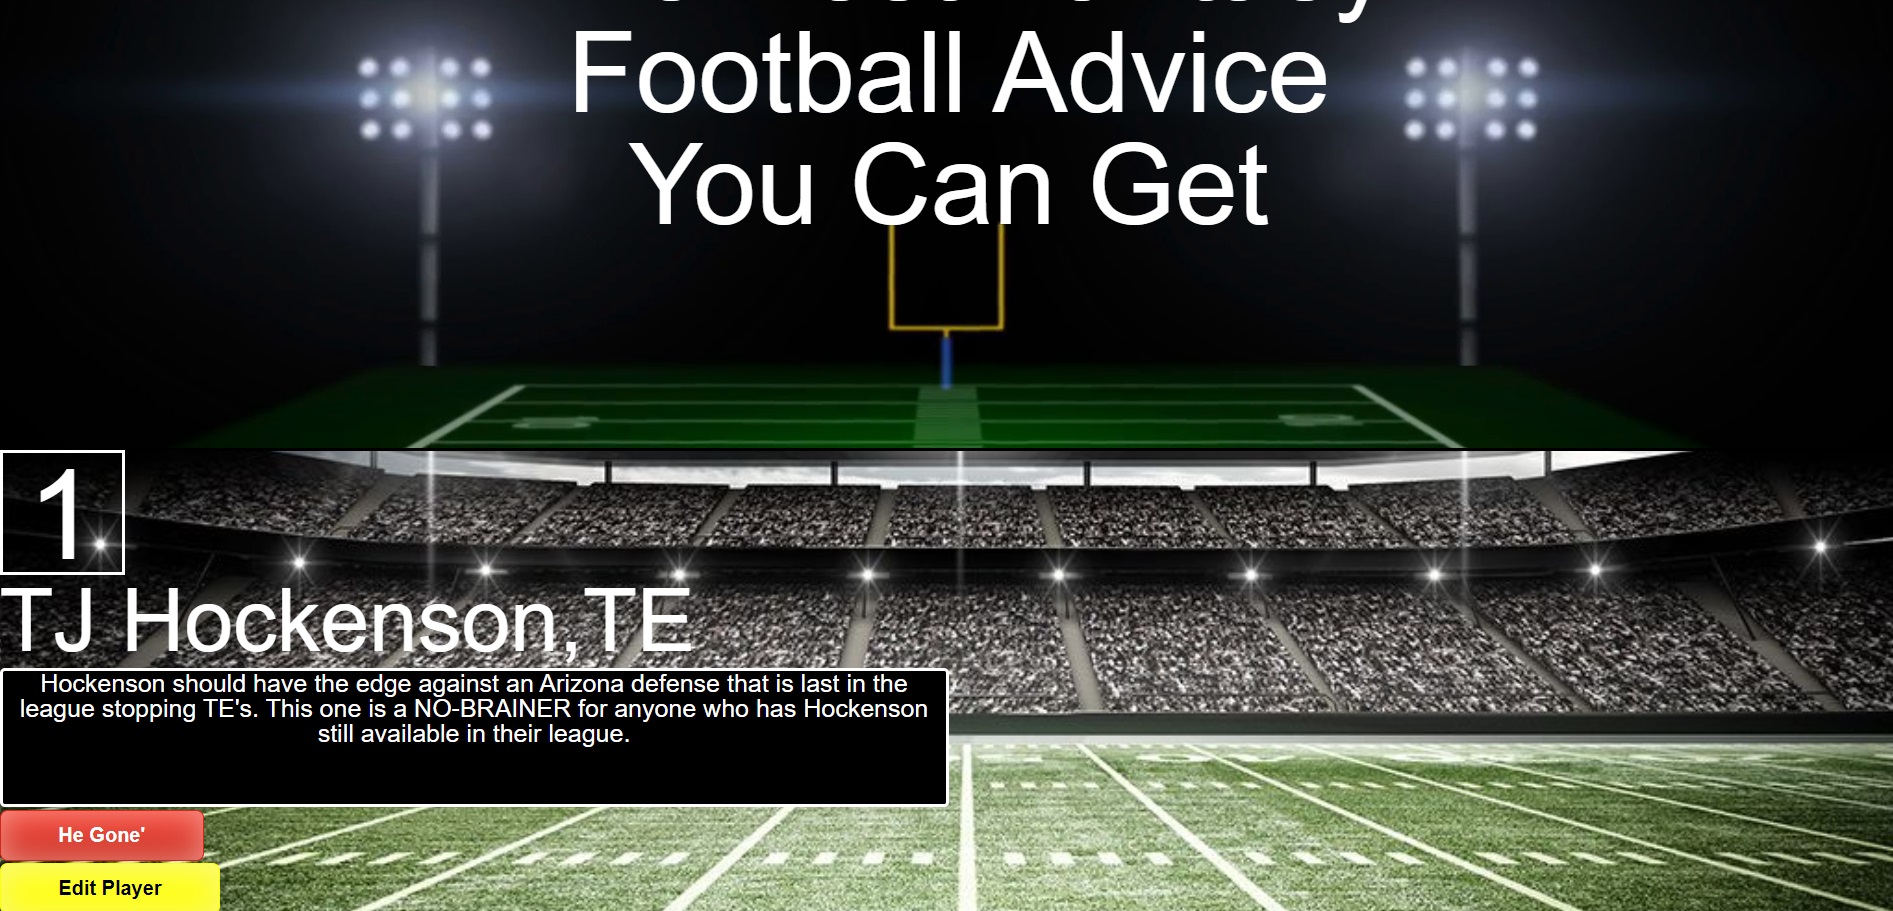 Football Advice
You Can Get
1
TJ Hockenson,TE
Hockenson should have the edge against an Arizona defense that is last in the
league stopping TE's. This one is a NO-BRAINER for anyone who has Hockenson
still available in their league.
He Gone'
Edit Player